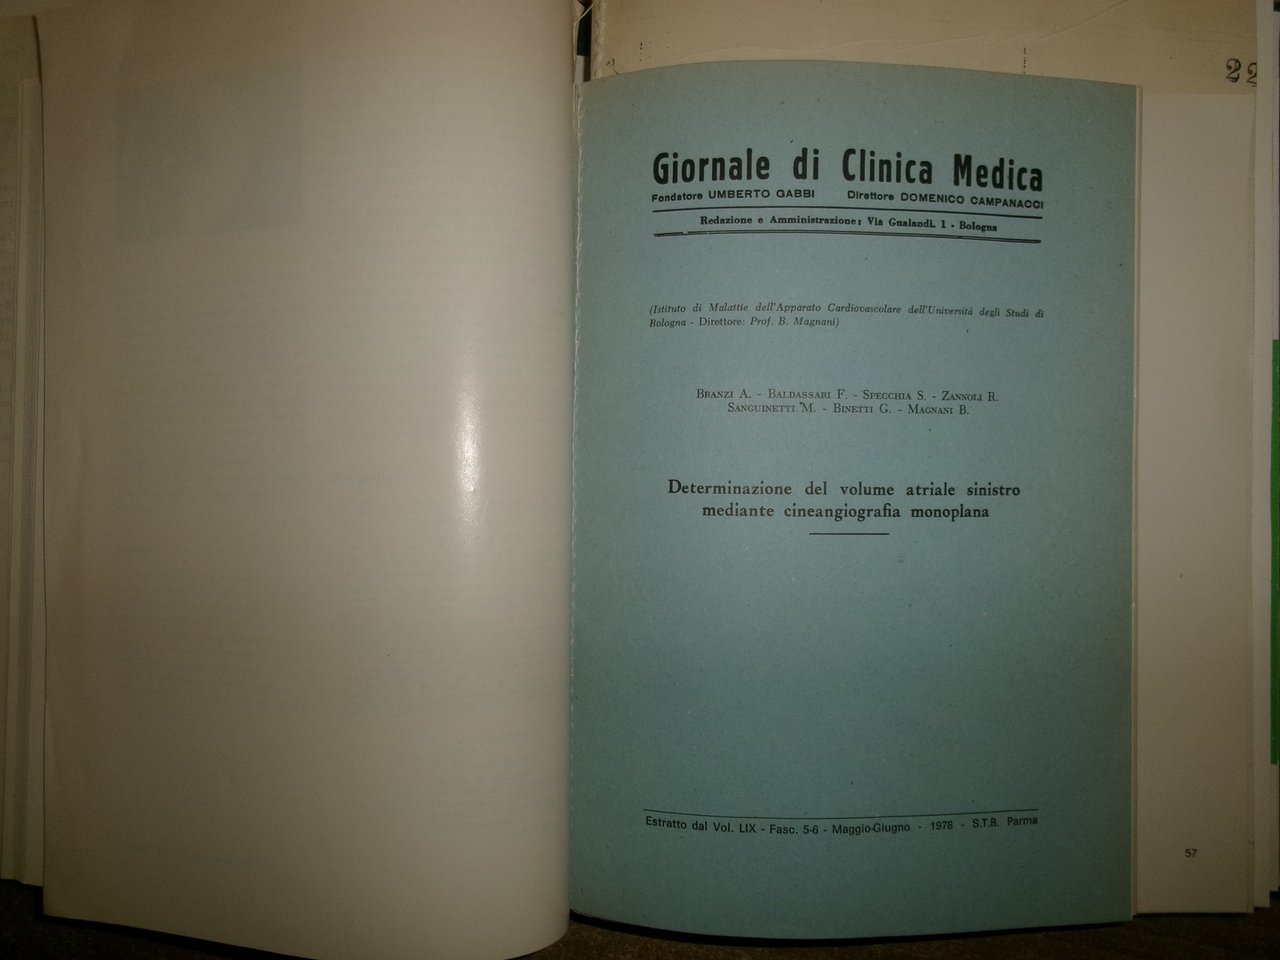 22
Giornale di Clinica Medica
Fondatore UMBERTO GABBI Direttore DOMENICO CAMPANACCI
Redazione e Amministrazione: Via Gualandi, 1 - Bologna
(Istituto di Malattie dell'Apparato Cardiovascolare dell'Università degli Studi di
Bologna - Direttore: Prof. B. Magnani)
BRANZI A. - BALDASSARI F. - SPECCHIA S. - ZANNOLI R.
SANGUINETTI M. - BINETTI G. - MAGNANI B.
Determinazione del volume atriale sinistro
mediante cineangiografia monoplana
Estratto dal Vol. LIX - Fasc. 5-6 - Maggio-Giugno - 1978 - S.T.B. Parma
57